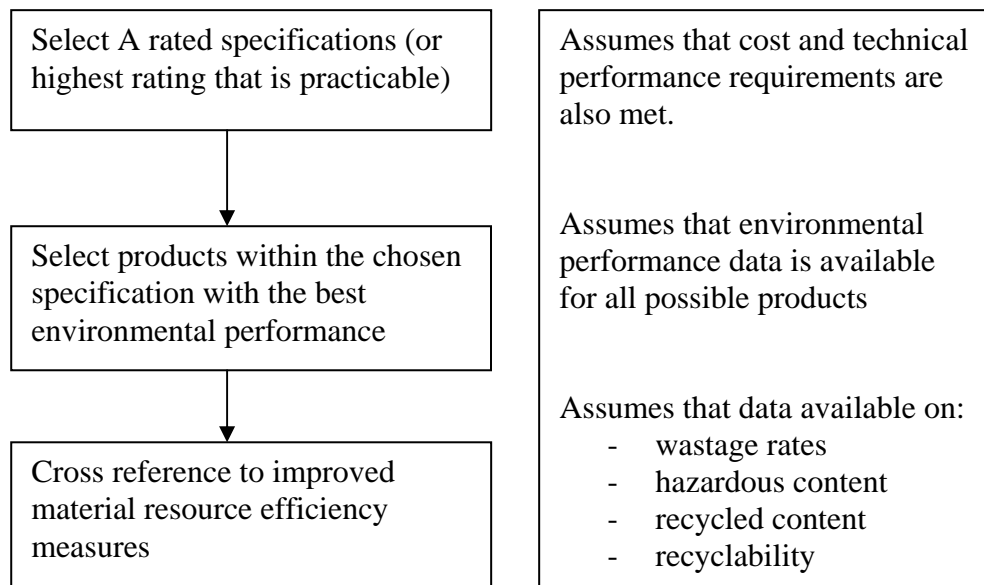 Select A rated specifications (or
highest rating that is practicable)
Select products within the chosen
specification with the best
environmental performance
Cross reference to improved
material resource efficiency
measures
Assumes that cost and technical
performance requirements are
also met.
Assumes that environmental
performance data is available
for all possible products
Assumes that data available on:
- wastage rates
- hazardous content
- recycled content
- recyclability